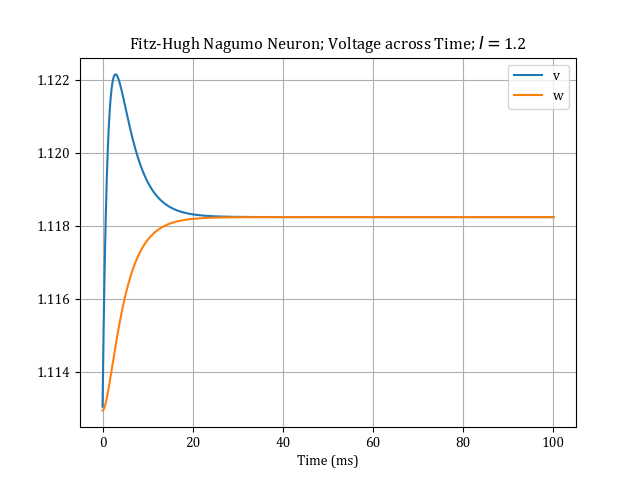 Fitz-Hugh Nagumo Neuron; Voltage across Time; I = 1.2
v
w
1.122
1.120
1.118
1.116
1.114
0 20 40 60 80 100
Time (ms)